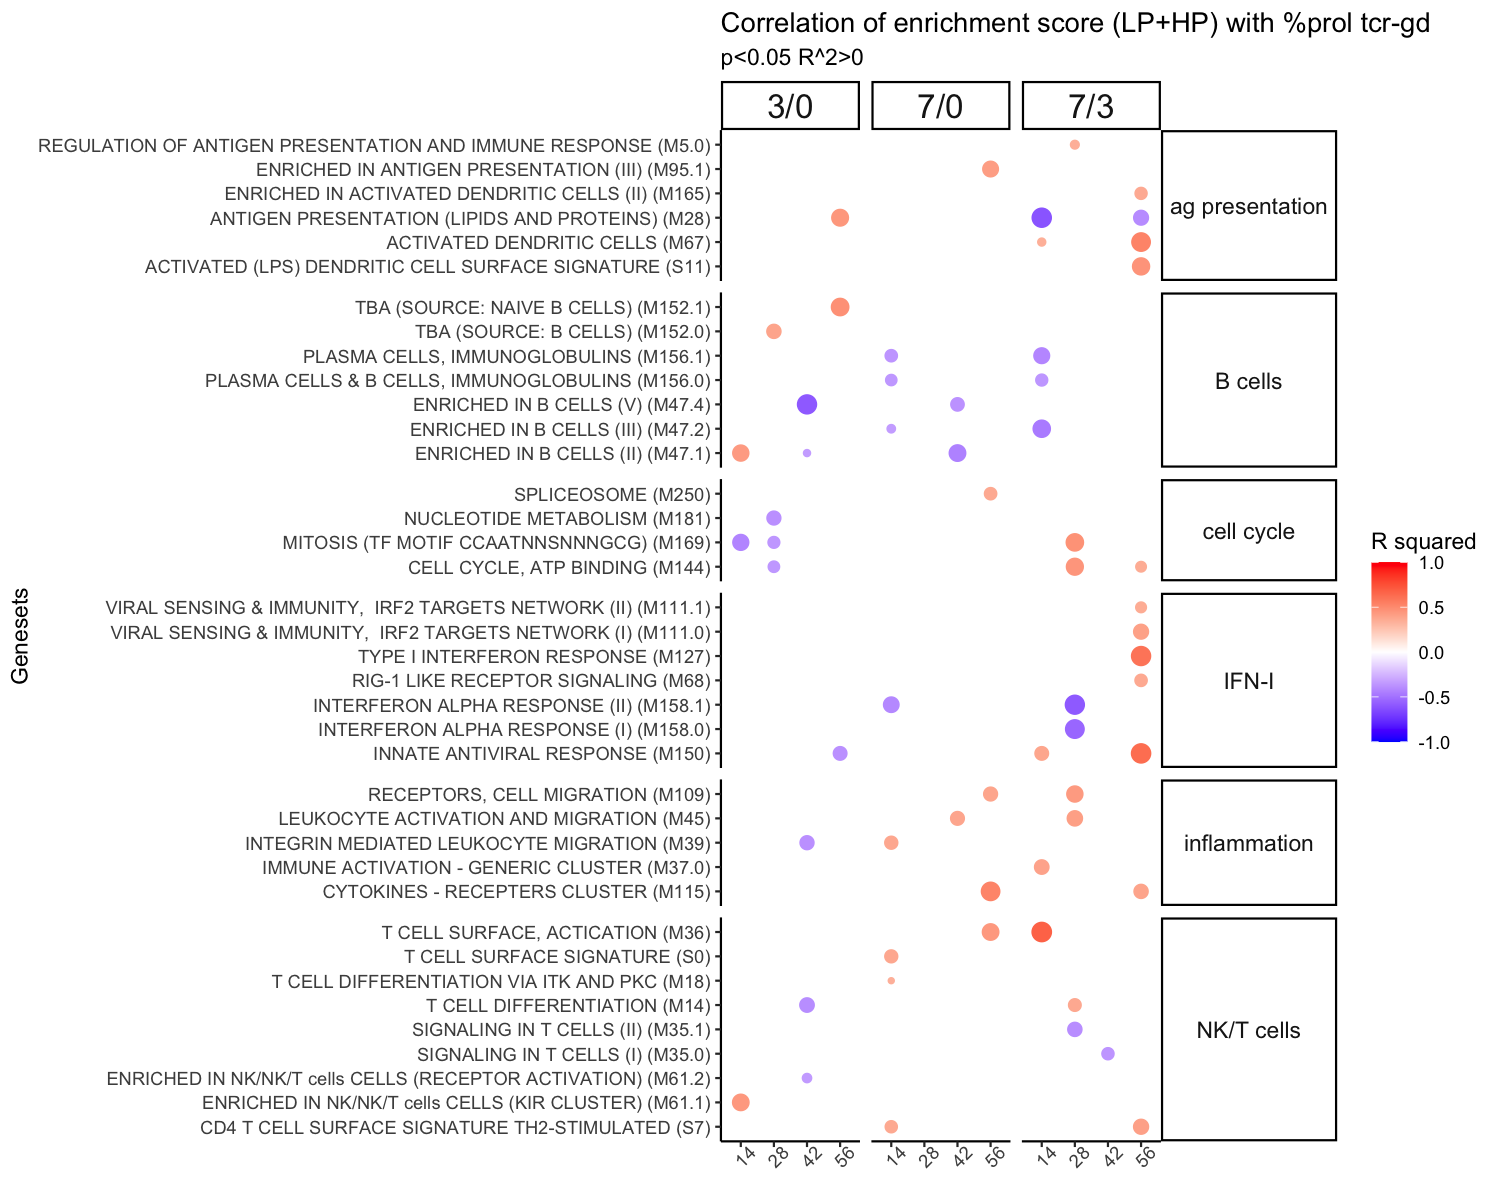 Correlation of enrichment score (LP+HP) with %prol tcr-gd
p<0.05 R^2>0
3/0 7/0 7/3
REGULATION OF ANTIGEN PRESENTATION AND IMMUNE RESPONSE (M5.0)
ENRICHED IN ANTIGEN PRESENTATION (III) (M95.1)
ENRICHED IN ACTIVATED DENDRITIC CELLS (II) (M165)
ANTIGEN PRESENTATION (LIPIDS AND PROTEINS) (M28)
ACTIVATED DENDRITIC CELLS (M67)
ACTIVATED (LPS) DENDRITIC CELL SURFACE SIGNATURE (S11)
ag presentation
TBA (SOURCE: NAIVE B CELLS) (M152.1)
TBA (SOURCE: B CELLS) (M152.0)
PLASMA CELLS, IMMUNOGLOBULINS (M156.1)
PLASMA CELLS & B CELLS, IMMUNOGLOBULINS (M156.0)
ENRICHED IN B CELLS (V) (M47.4)
ENRICHED IN B CELLS (III) (M47.2)
ENRICHED IN B CELLS (II) (M47.1)
B cells
SPLICEOSOME (M250)
NUCLEOTIDE METABOLISM (M181)
MITOSIS (TF MOTIF CCAATNNSNNNGCG) (M169)
CELL CYCLE, ATP BINDING (M144)
cell cycle
VIRAL SENSING & IMMUNITY,  IRF2 TARGETS NETWORK (II) (M111.1)
VIRAL SENSING & IMMUNITY,  IRF2 TARGETS NETWORK (I) (M111.0)
TYPE I INTERFERON RESPONSE (M127)
RIG-1 LIKE RECEPTOR SIGNALING (M68)
INTERFERON ALPHA RESPONSE (II) (M158.1)
INTERFERON ALPHA RESPONSE (I) (M158.0)
INNATE ANTIVIRAL RESPONSE (M150)
IFN-I
RECEPTORS, CELL MIGRATION (M109)
LEUKOCYTE ACTIVATION AND MIGRATION (M45)
INTEGRIN MEDIATED LEUKOCYTE MIGRATION (M39)
IMMUNE ACTIVATION - GENERIC CLUSTER (M37.0)
CYTOKINES - RECEPTERS CLUSTER (M115)
inflammation
T CELL SURFACE, ACTICATION (M36)
T CELL SURFACE SIGNATURE (S0)
T CELL DIFFERENTIATION VIA ITK AND PKC (M18)
T CELL DIFFERENTIATION (M14)
SIGNALING IN T CELLS (II) (M35.1)
SIGNALING IN T CELLS (I) (M35.0)
ENRICHED IN NK/NK/T cells CELLS (RECEPTOR ACTIVATION) (M61.2)
ENRICHED IN NK/NK/T cells CELLS (KIR CLUSTER) (M61.1)
CD4 T CELL SURFACE SIGNATURE TH2-STIMULATED (S7)
NK/T cells
14 28 42 56 14 28 42 56 14 28 42 56
Genesets
R squared
1.0
0.5
0.0
-0.5
-1.0